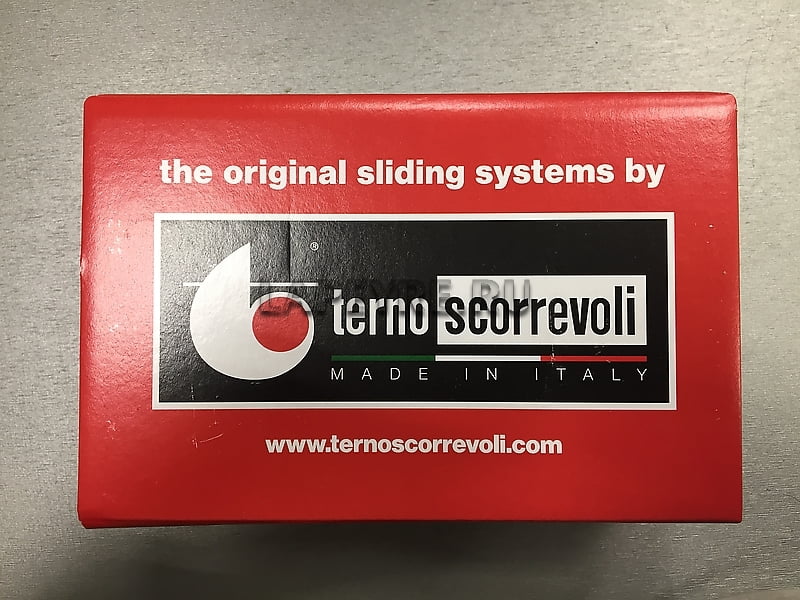 the original sliding systems by
®
terno scorrevoli
MADE IN ITALY
www.ternoscorrevoli.com